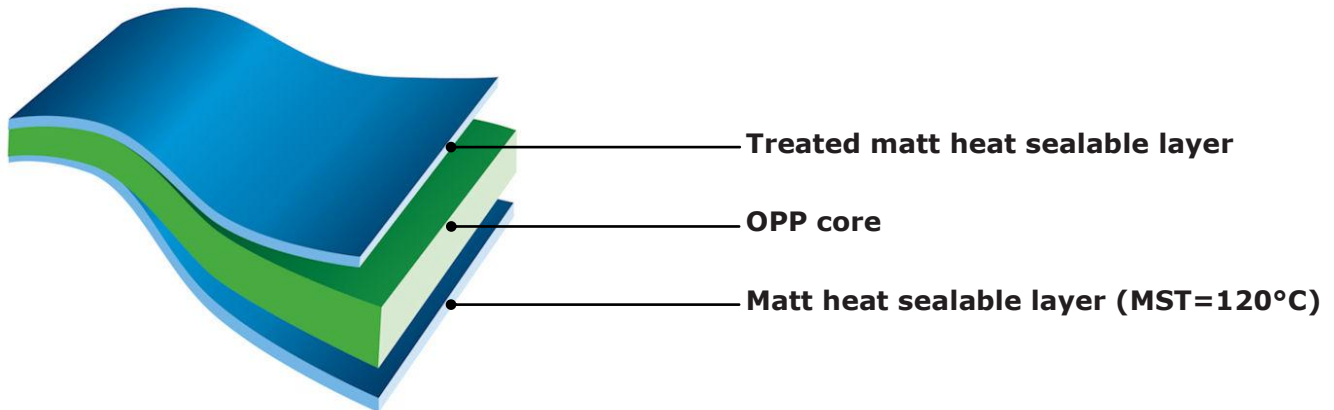 Treated matt heat sealable layer
OPP core
Matt heat sealable layer (MST=120°C)